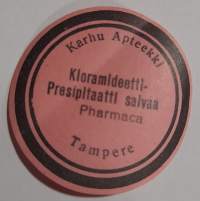 Karhu Apteekki
Kloramideetti-
Presipitaatti salvaa
Pharmaca
Tampere